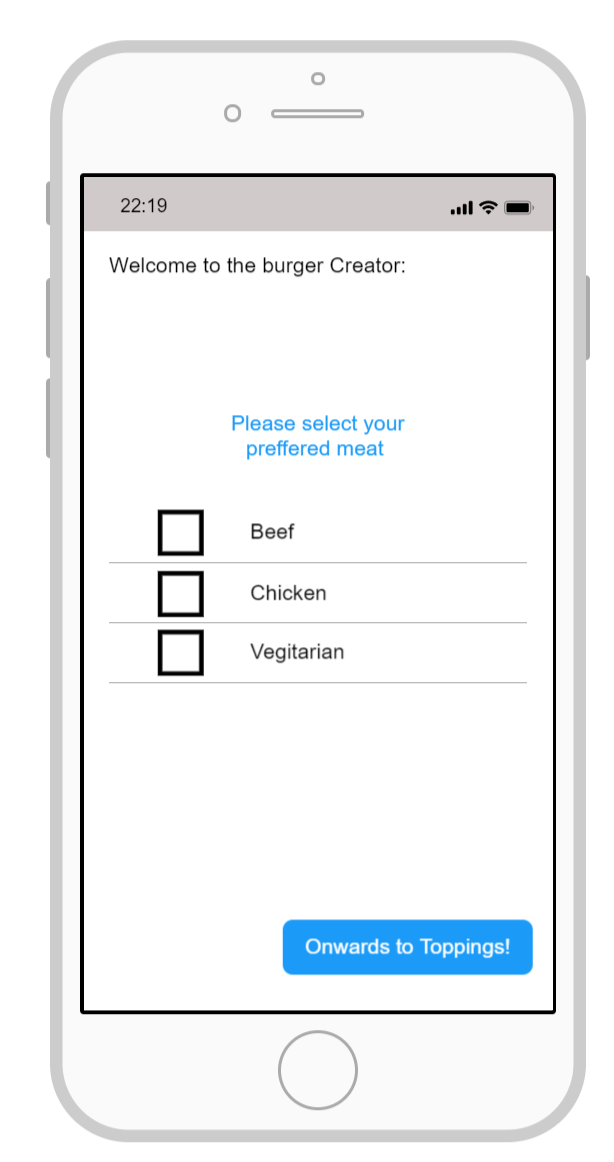 22:19
Welcome to the burger Creator:
Please select your
preffered meat
Beef
Chicken
Vegitarian
Onwards to Toppings!